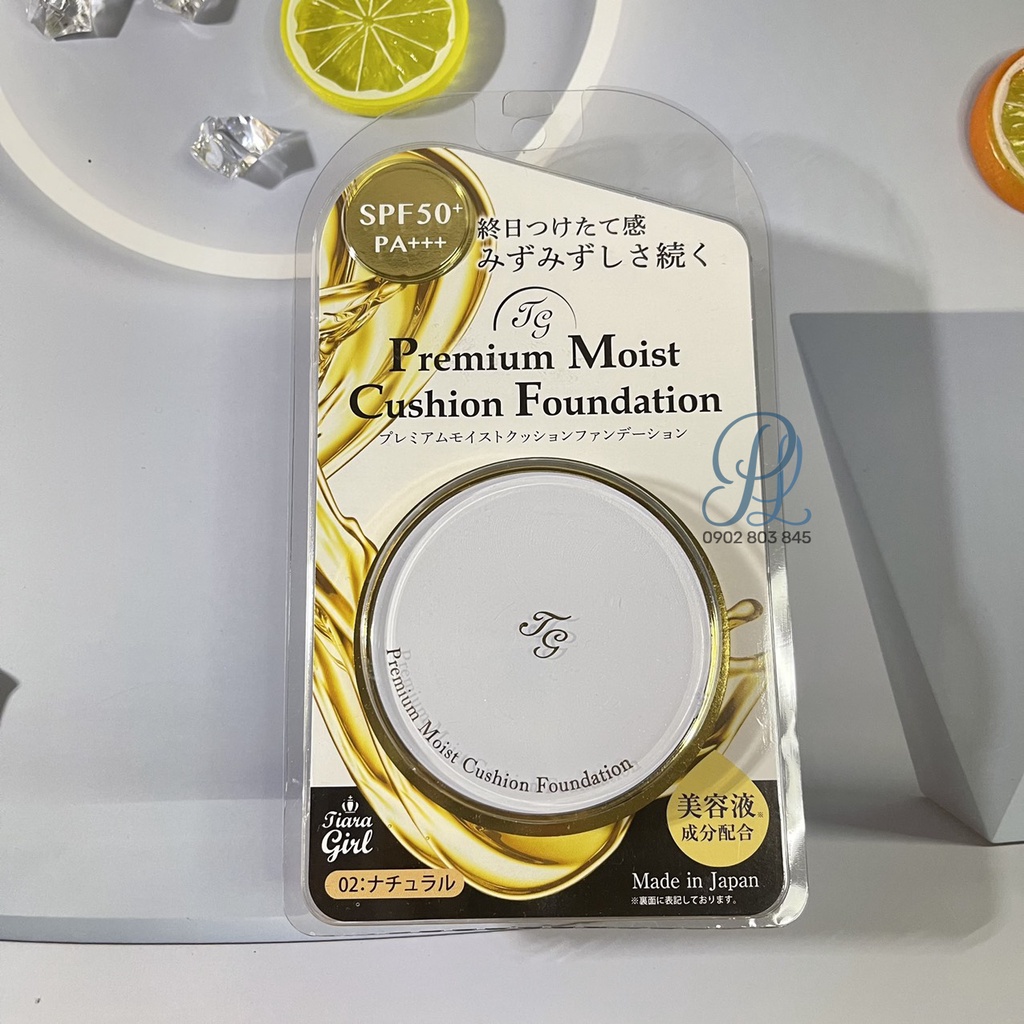 SPF50+
PA+++
終日つけたて感
みずみずしさ続く
TG
Premium Moist
Cushion Foundation
プレミアムモイストクッションファンデーション
PL
0902 803 845
TG
Premium Moist Cushion Foundation
Tiara
Girl
02:ナチュラル
美容液※
成分配合
Made in Japan
※裏面に表記しております。